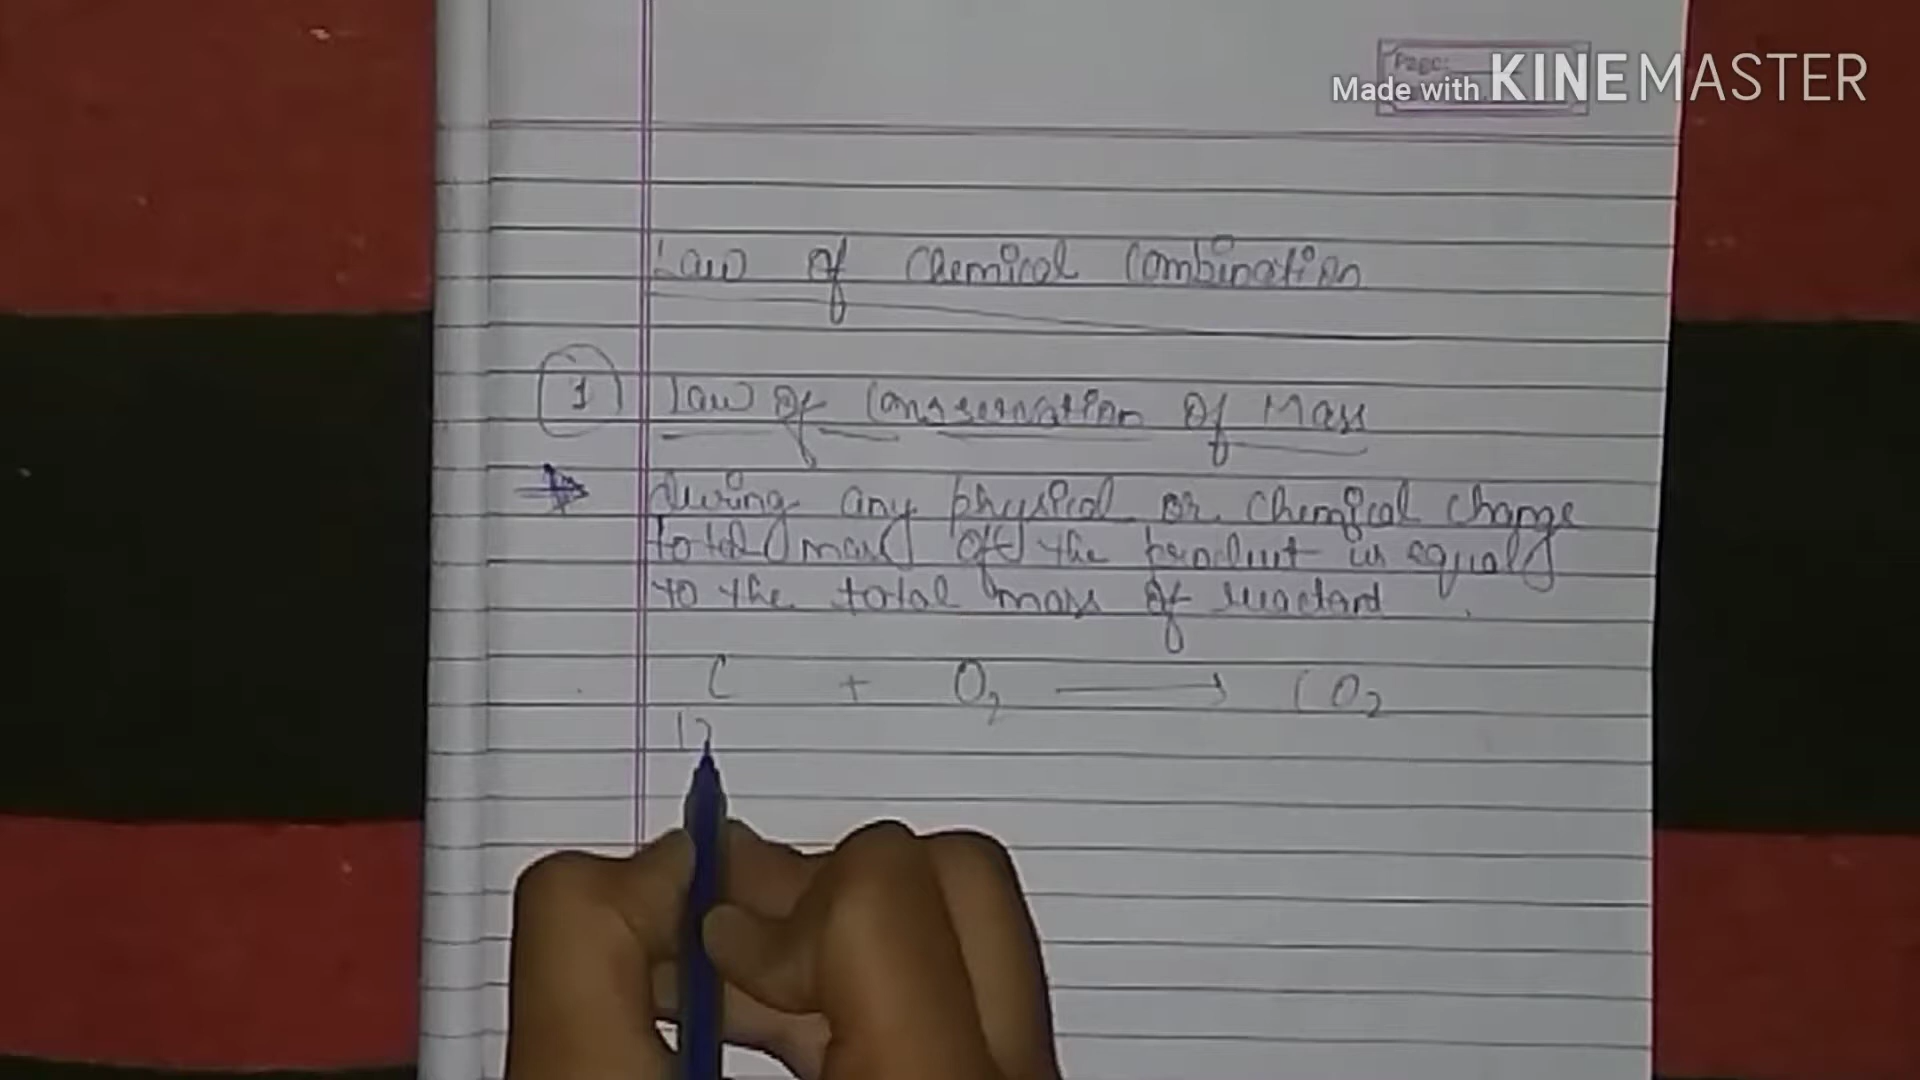 Page:
Made with KINEMASTER
Law of Chemical Combination
1 Law of Conservation of Mass
during any physical or chemical change
total mass of the product is equal
to the total mass of reactant .
C + O2 → CO2
12